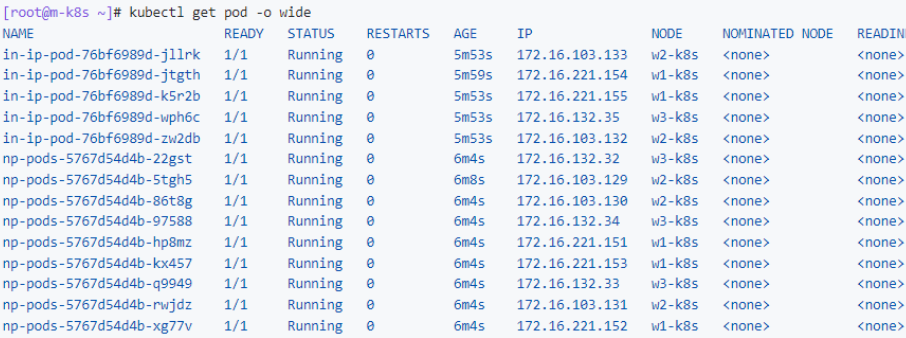 [root@m-k8s ~]# kubectl get pod -o wide
NAME READY STATUS RESTARTS AGE IP NODE NOMINATED NODE READIN
in-ip-pod-76bf6989d-jllrk 1/1 Running 0 5m53s 172.16.103.133 w2-k8s <none> <none>
in-ip-pod-76bf6989d-jtgth 1/1 Running 0 5m59s 172.16.221.154 w1-k8s <none> <none>
in-ip-pod-76bf6989d-k5r2b 1/1 Running 0 5m53s 172.16.221.155 w1-k8s <none> <none>
in-ip-pod-76bf6989d-wph6c 1/1 Running 0 5m53s 172.16.132.35 w3-k8s <none> <none>
in-ip-pod-76bf6989d-zw2db 1/1 Running 0 5m53s 172.16.103.132 w2-k8s <none> <none>
np-pods-5767d54d4b-22gst 1/1 Running 0 6m4s 172.16.132.32 w3-k8s <none> <none>
np-pods-5767d54d4b-5tgh5 1/1 Running 0 6m8s 172.16.103.129 w2-k8s <none> <none>
np-pods-5767d54d4b-86t8g 1/1 Running 0 6m4s 172.16.103.130 w2-k8s <none> <none>
np-pods-5767d54d4b-97588 1/1 Running 0 6m4s 172.16.132.34 w3-k8s <none> <none>
np-pods-5767d54d4b-hp8mz 1/1 Running 0 6m4s 172.16.221.151 w1-k8s <none> <none>
np-pods-5767d54d4b-kx457 1/1 Running 0 6m4s 172.16.221.153 w1-k8s <none> <none>
np-pods-5767d54d4b-q9949 1/1 Running 0 6m4s 172.16.132.33 w3-k8s <none> <none>
np-pods-5767d54d4b-rwjdz 1/1 Running 0 6m4s 172.16.103.131 w2-k8s <none> <none>
np-pods-5767d54d4b-xg77v 1/1 Running 0 6m4s 172.16.221.152 w1-k8s <none> <none>